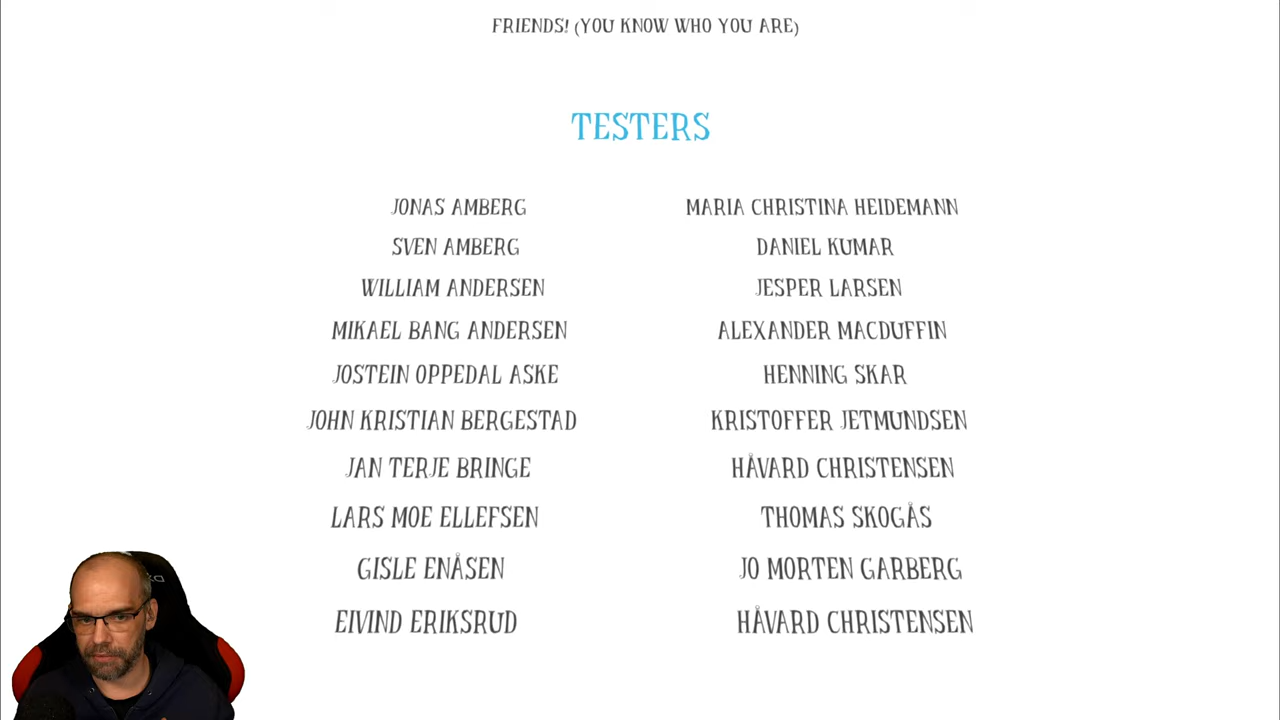 FRIENDS! (YOU KNOW WHO YOU ARE)
TESTERS
JONAS AMBERG MARIA CHRISTINA HEIDEMANN
SVEN AMBERG DANIEL KUMAR
WILLIAM ANDERSEN JESPER LARSEN
MIKAEL BANG ANDERSEN ALEXANDER MACDUFFIN
JOSTEIN OPPEDAL ASKE HENNING SKAR
JOHN KRISTIAN BERGESTAD KRISTOFFER JETMUNDSEN
JAN TERJE BRINGE HÅVARD CHRISTENSEN
LARS MOE ELLEFSEN THOMAS SKOGÅS
GISLE ENÅSEN JO MORTEN GARBERG
EIVIND ERIKSRUD HÅVARD CHRISTENSEN